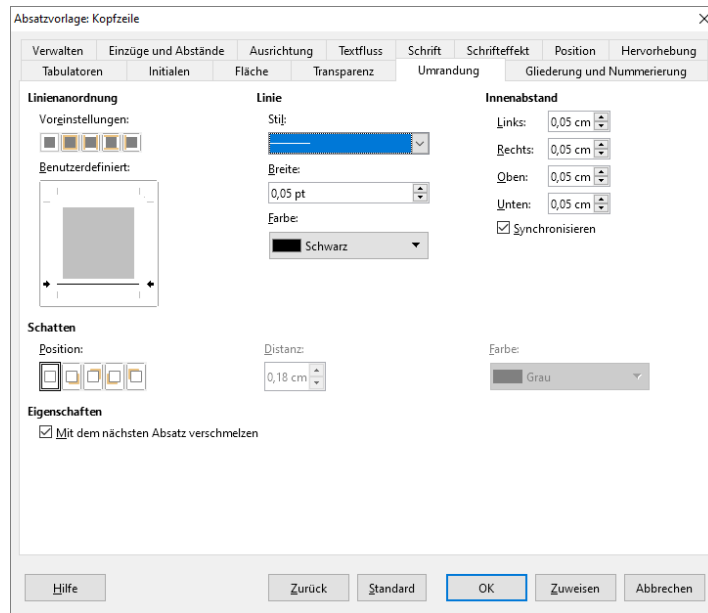 Absatzvorlage: Kopfzeile
Verwalten Einzüge und Abstände Ausrichtung Textfluss Schrift Schrifteffekt Position Hervorhebung
Tabulatoren Initialen Fläche Transparenz Umrandung Gliederung und Nummerierung
Linienanordnung Linie Innenabstand
Voreinstellungen: Stil: Links: 0,05 cm
Rechts: 0,05 cm
Benutzerdefiniert: Breite: Oben: 0,05 cm
0,05 pt Unten: 0,05 cm
Farbe: Synchronisieren
Schwarz
Schatten
Position: Distanz: Farbe:
0,18 cm Grau
Eigenschaften
Mit dem nächsten Absatz verschmelzen
Hilfe Zurück Standard OK Zuweisen Abbrechen